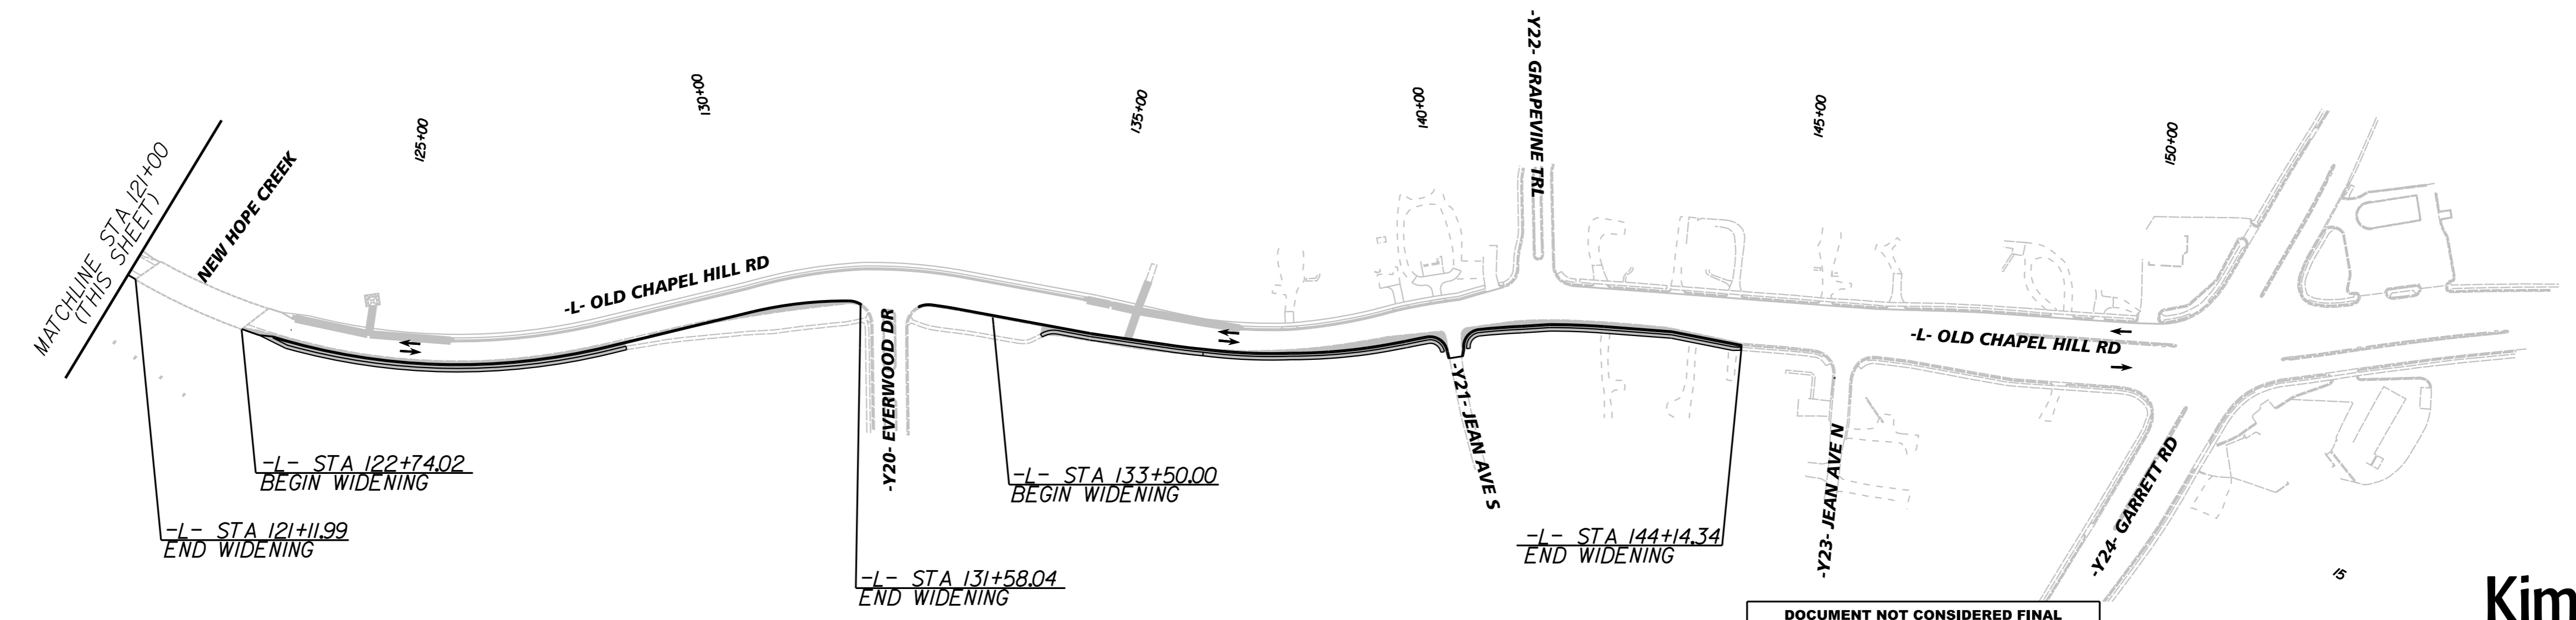 MATCHLINE STA 121+00
(THIS SHEET)
NEW HOPE CREEK
125+00
130+00
135+00
140+00
-Y22- GRAPEVINE TRL
145+00
150+00
-L- OLD CHAPEL HILL RD
-L- OLD CHAPEL HILL RD
-Y20- EVERWOOD DR
-Y21- JEAN AVE S
-Y23- JEAN AVE N
-Y24- GARRETT RD
-L- STA 122+74.02
BEGIN WIDENING
-L- STA 133+50.00
BEGIN WIDENING
-L- STA 121+11.99
END WIDENING
-L- STA 144+14.34
END WIDENING
-L- STA 131+58.04
END WIDENING
15
Kim
DOCUMENT NOT CONSIDERED FINAL